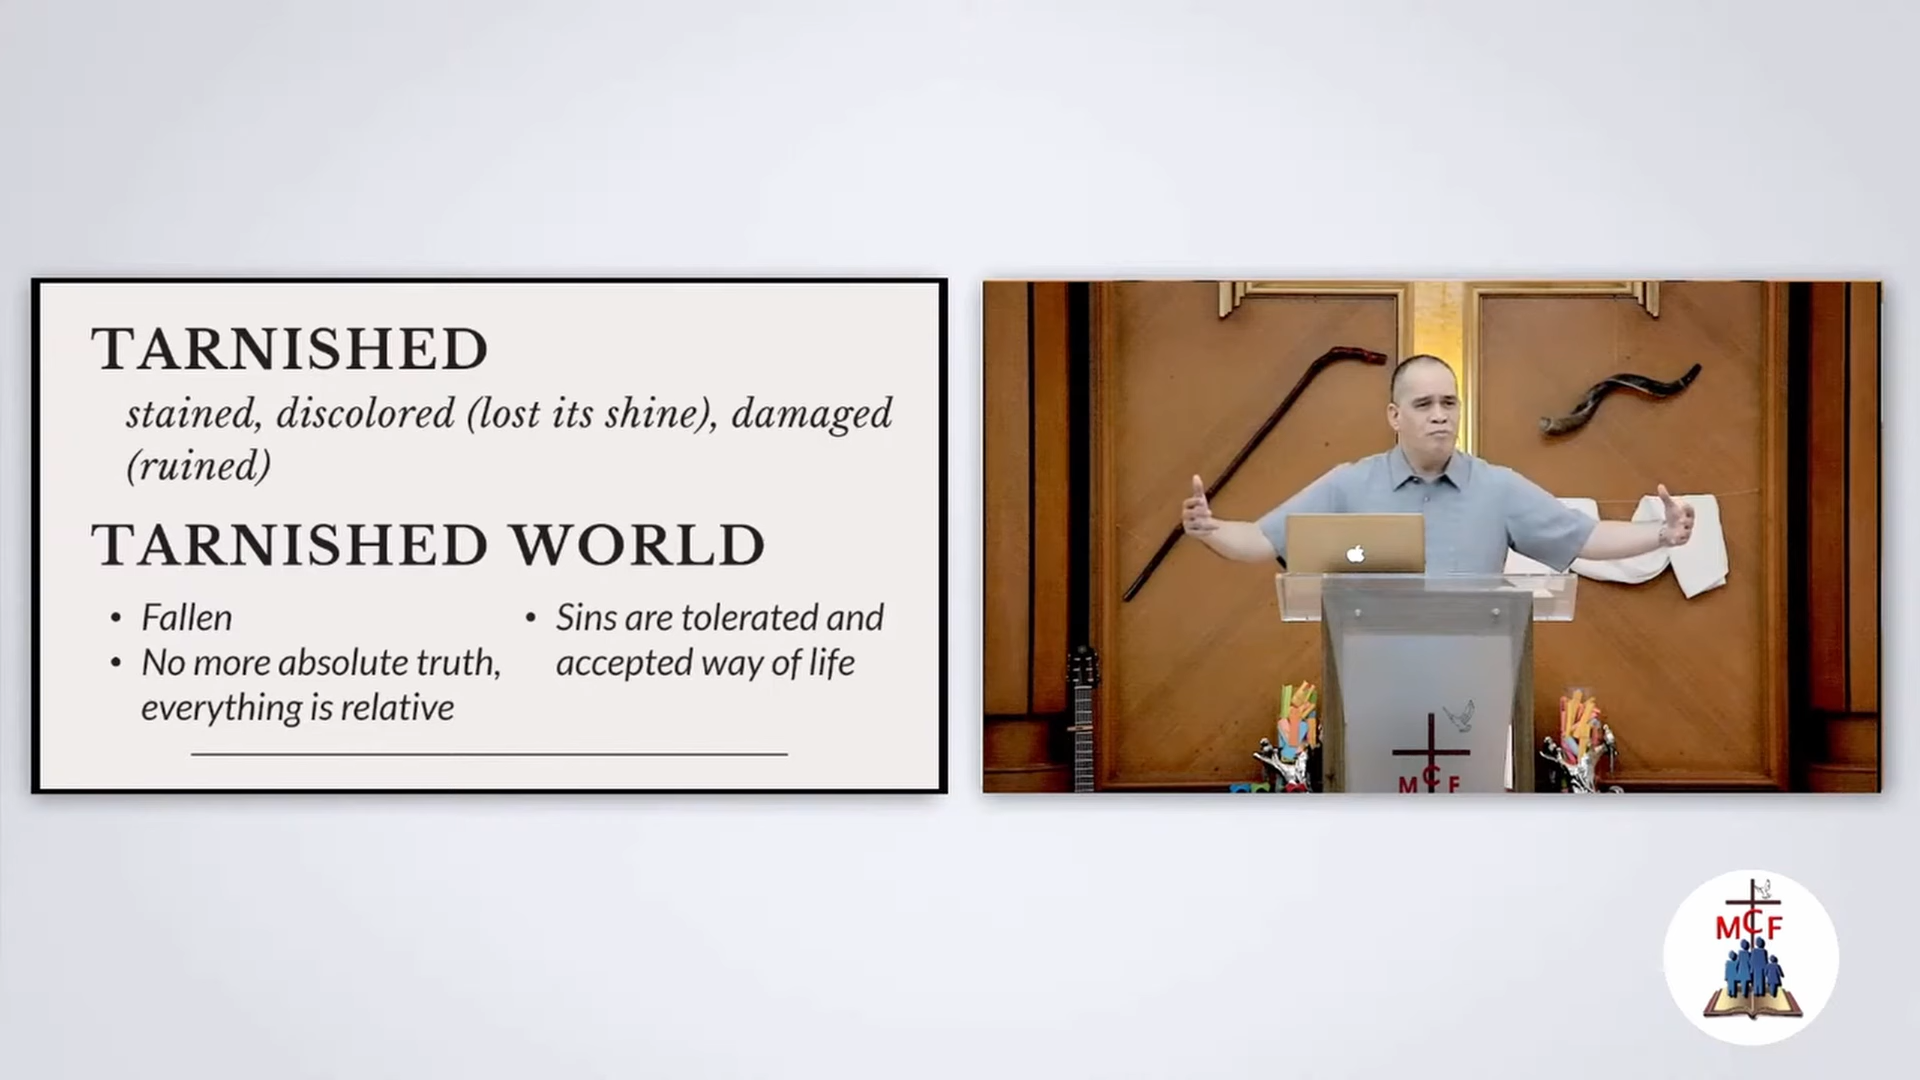 TARNISHED
stained, discolored (lost its shine), damaged
(ruined)
TARNISHED WORLD
• Fallen
• No more absolute truth,
everything is relative
• Sins are tolerated and
accepted way of life
MCF
MCF